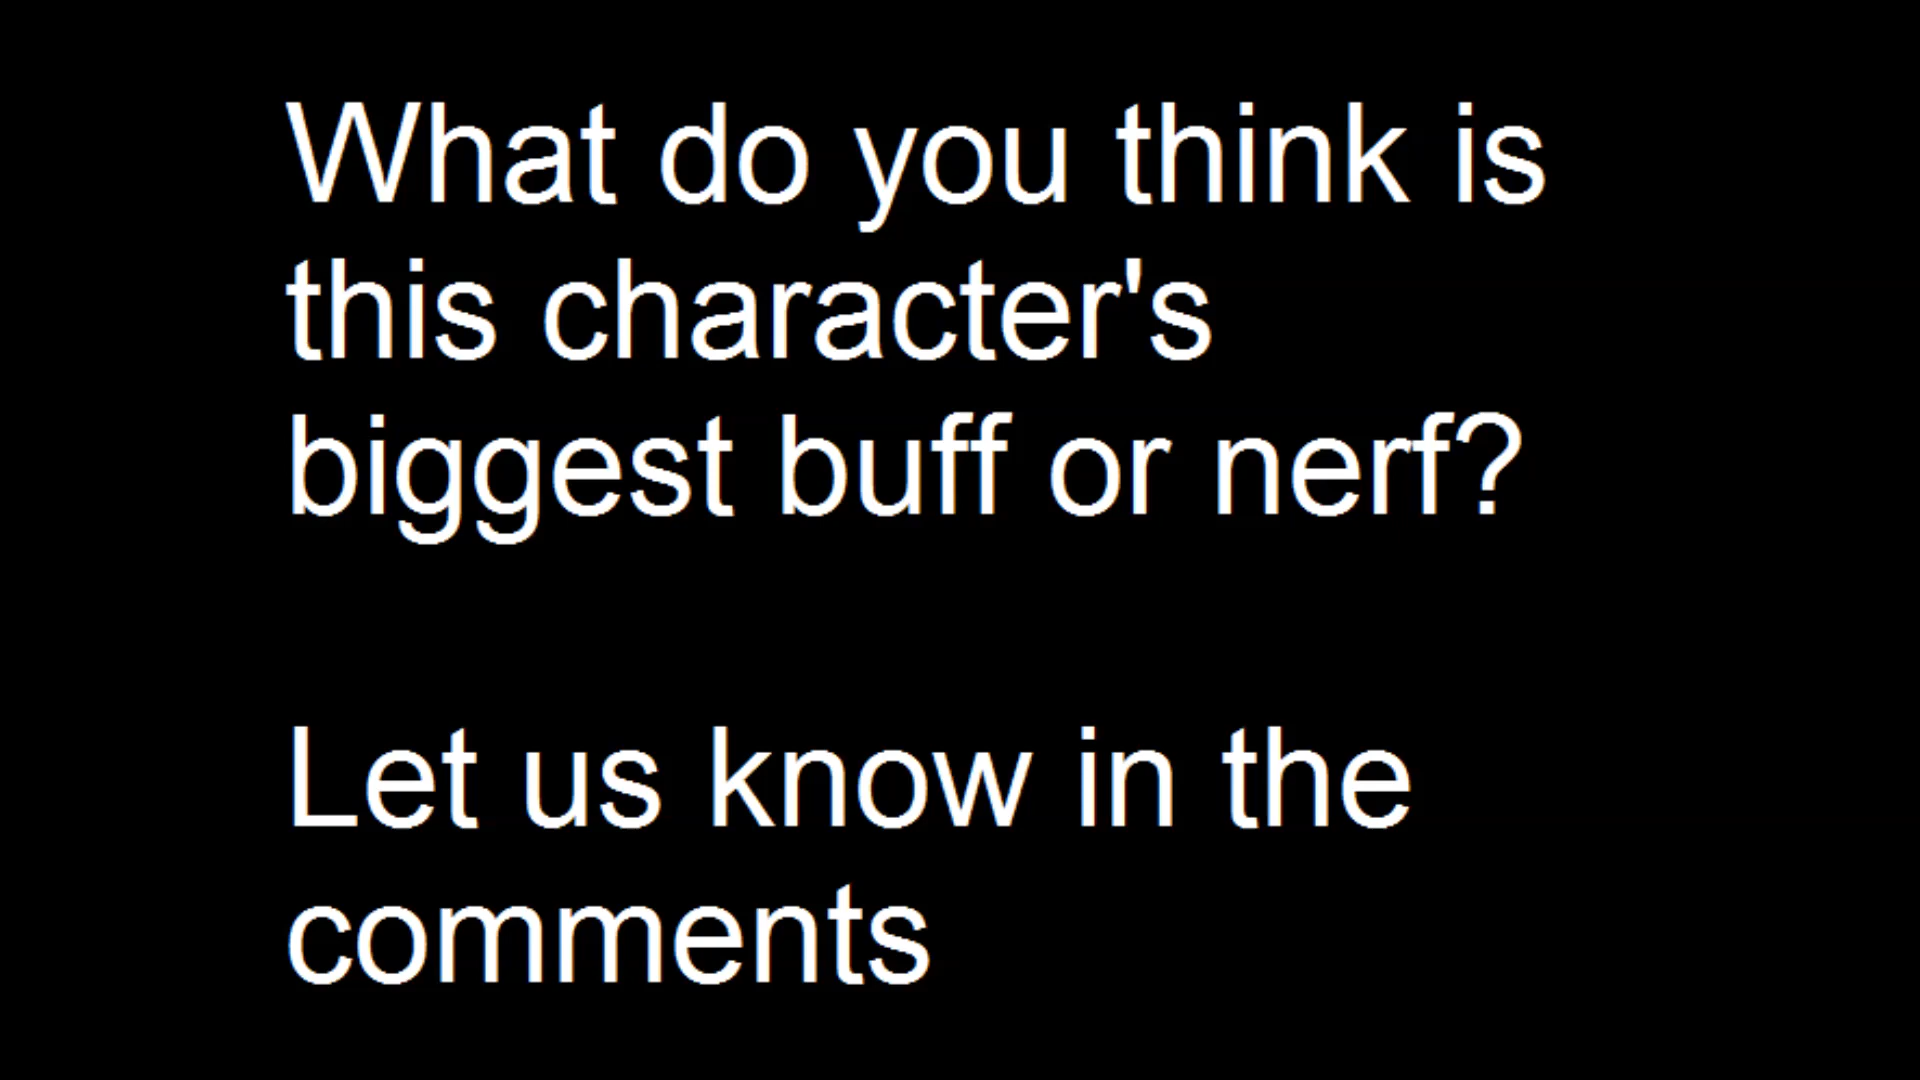 What do you think is
this character's
biggest buff or nerf?
Let us know in the
comments